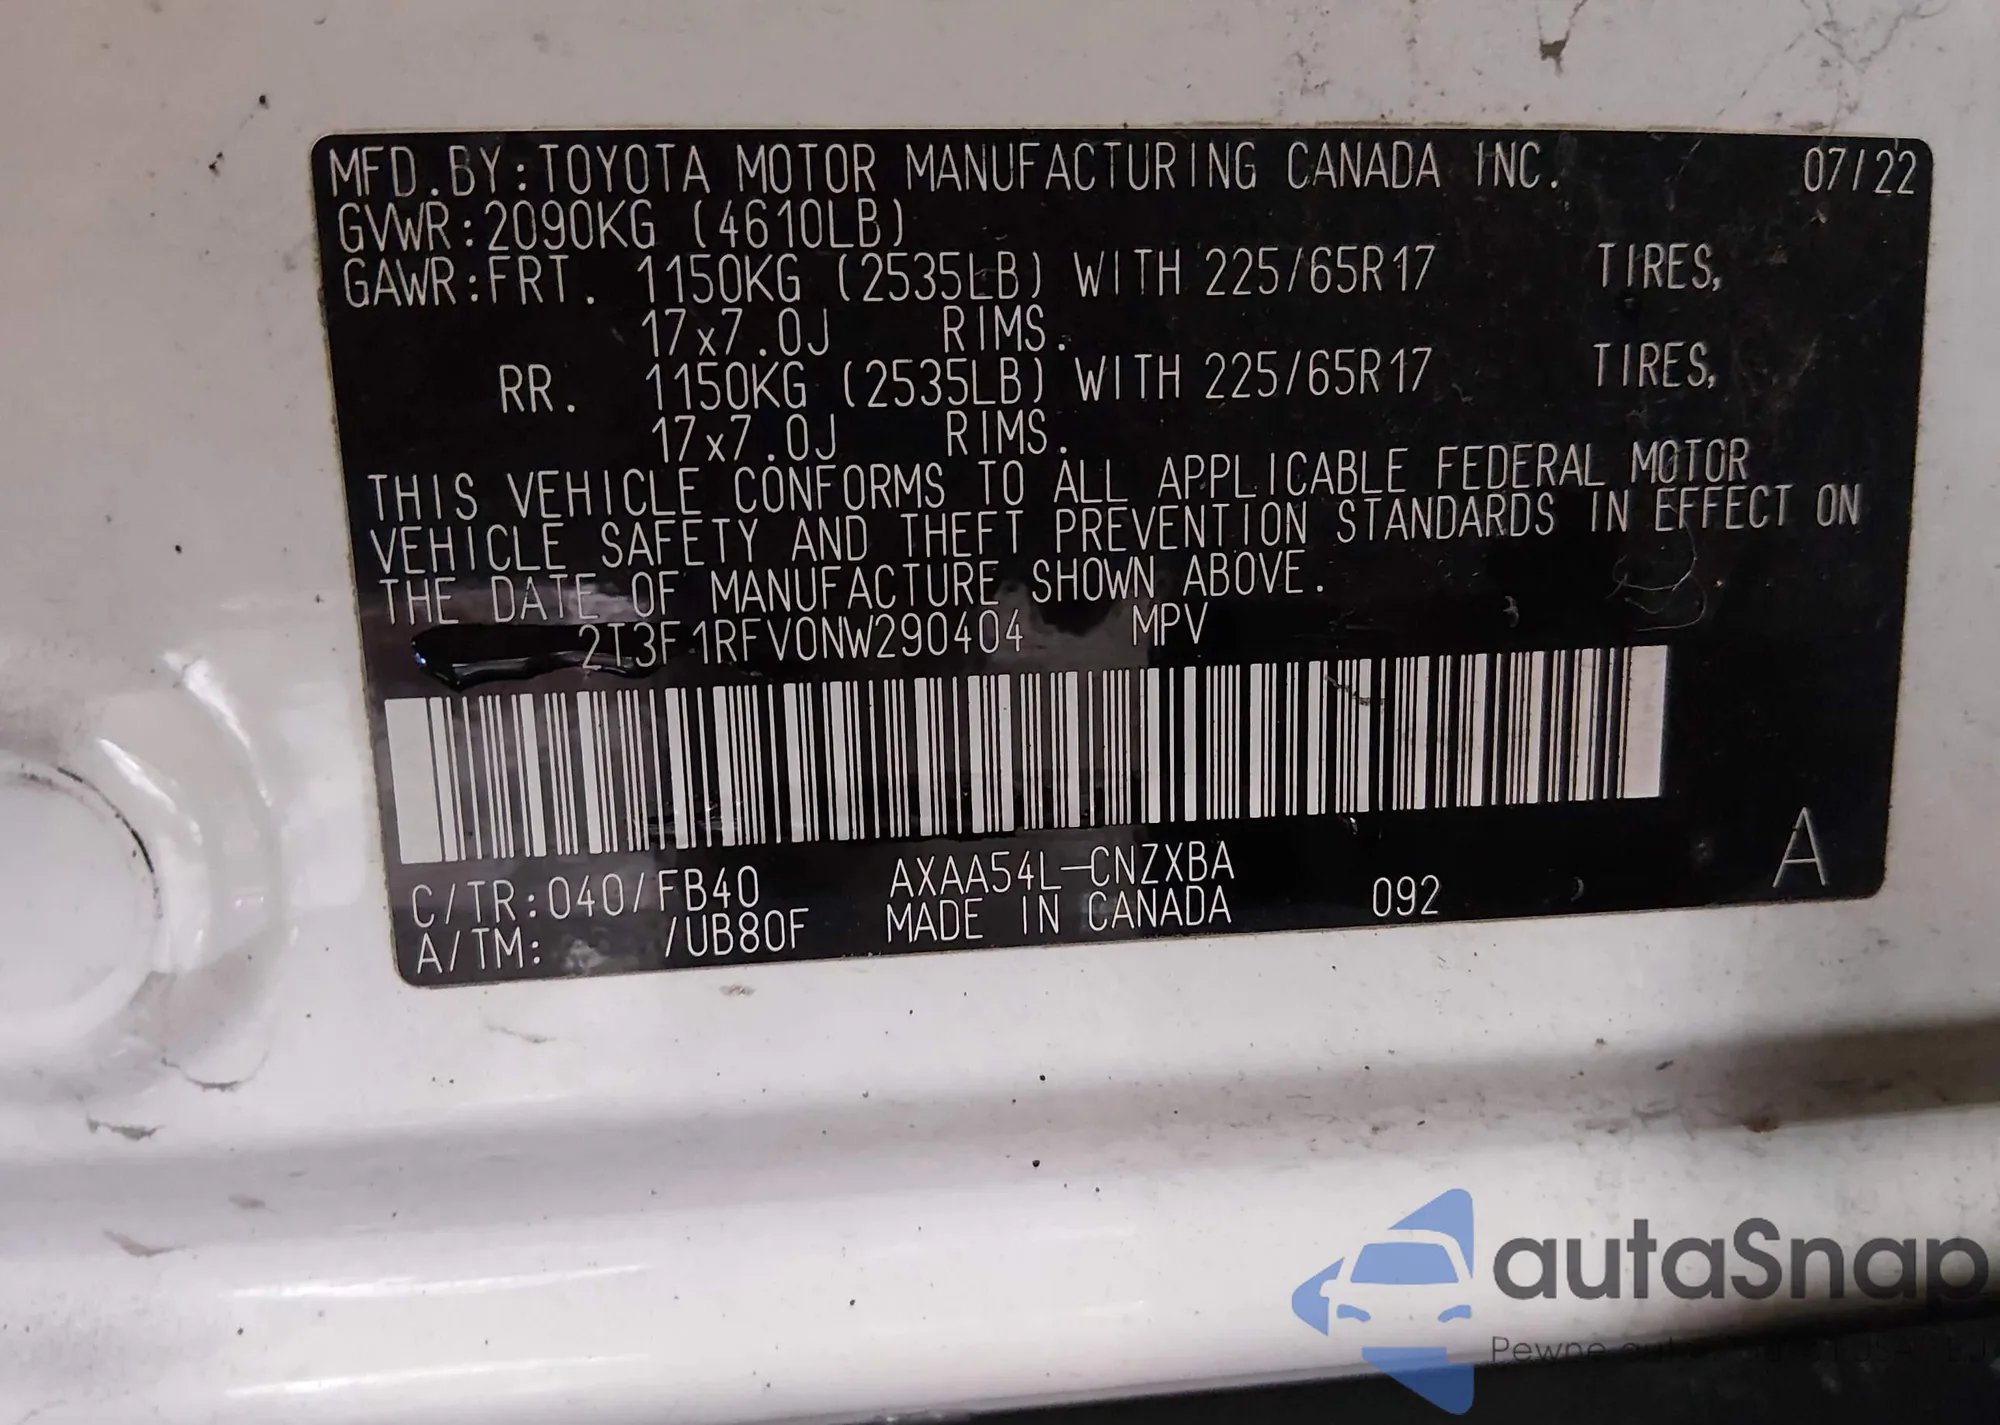 MFD.BY:TOYOTA MOTOR MANUFACTURING CANADA INC. 07/22
GVWR:2090KG (4610LB)
GAWR:FRT. 1150KG (2535LB) WITH 225/65R17 TIRES,
17x7.0J RIMS.
RR. 1150KG (2535LB) WITH 225/65R17 TIRES,
17x7.0J RIMS.
THIS VEHICLE CONFORMS TO ALL APPLICABLE FEDERAL MOTOR
VEHICLE SAFETY AND THEFT PREVENTION STANDARDS IN EFFECT ON
THE DATE OF MANUFACTURE SHOWN ABOVE.
2T3F1RFV0NW290404 MPV
C/TR:040/FB40 AXAA54L-CNZXBA
A/TM: /UB80F MADE IN CANADA 092 A
autaSnap
Pewne auta